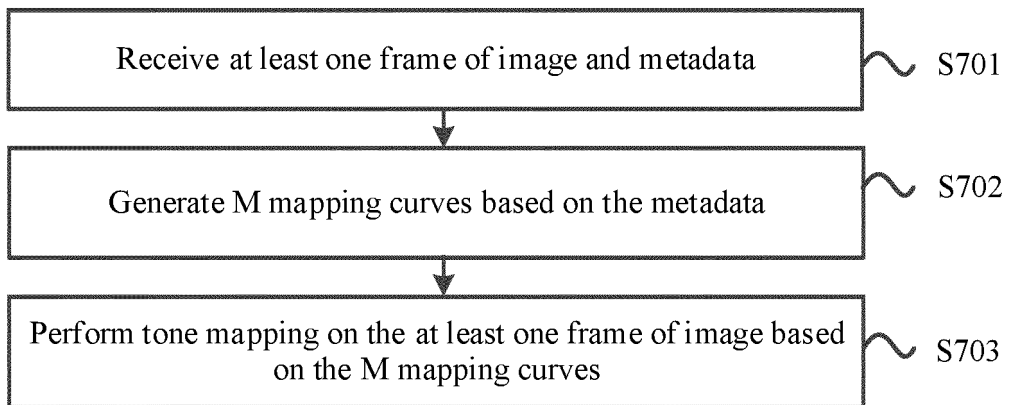 Receive at least one frame of image and metadata
S701
Generate M mapping curves based on the metadata
S702
Perform tone mapping on the at least one frame of image based
on the M mapping curves
S703